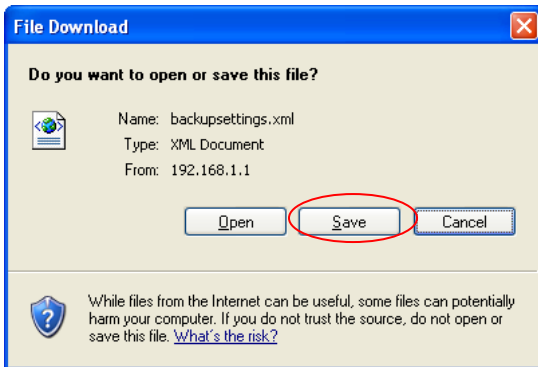 File Download
Do you want to open or save this file?
Name: backupsettings.xml
Type: XML Document
From: 192.168.1.1
Open Save Cancel
While files from the Internet can be useful, some files can potentially
harm your computer. If you do not trust the source, do not open or
save this file. What's the risk?